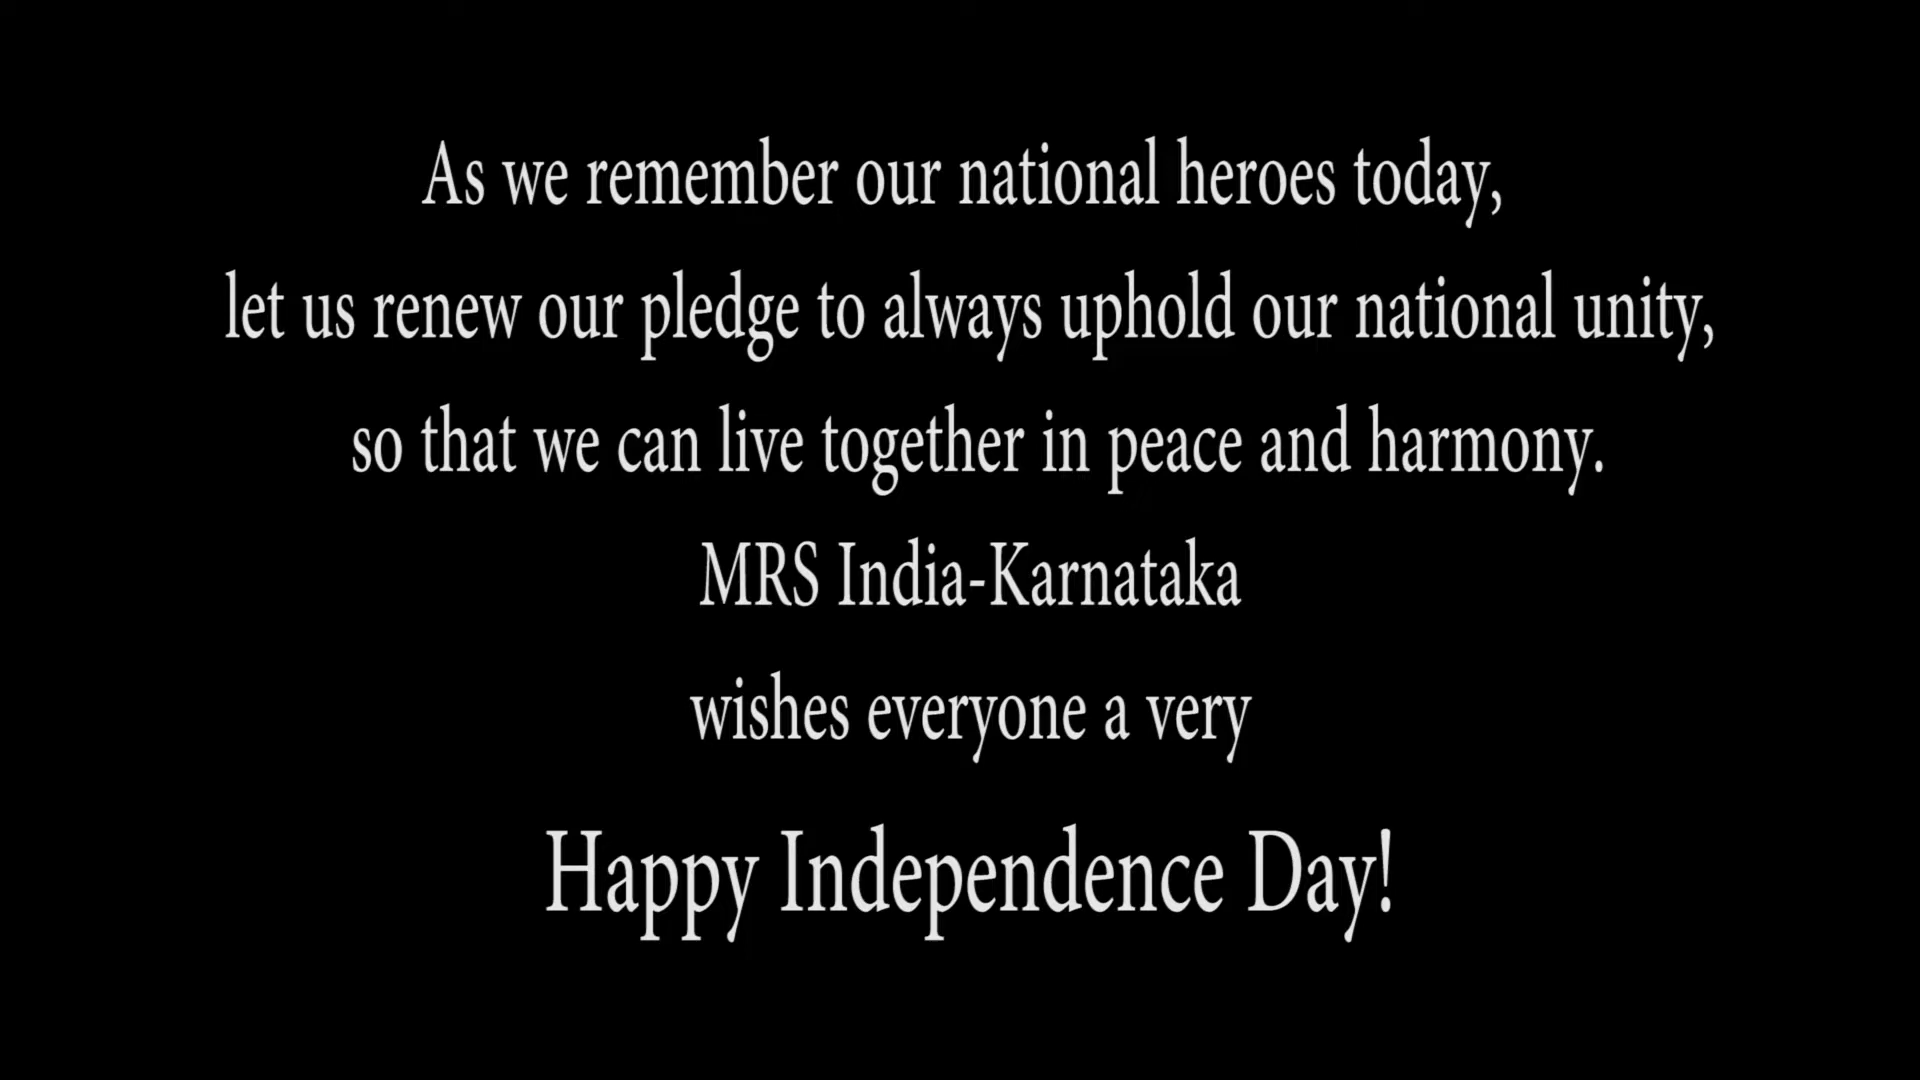 As we remember our national heroes today,
let us renew our pledge to always uphold our national unity,
so that we can live together in peace and harmony.
MRS India-Karnataka
wishes everyone a very
Happy Independence Day!